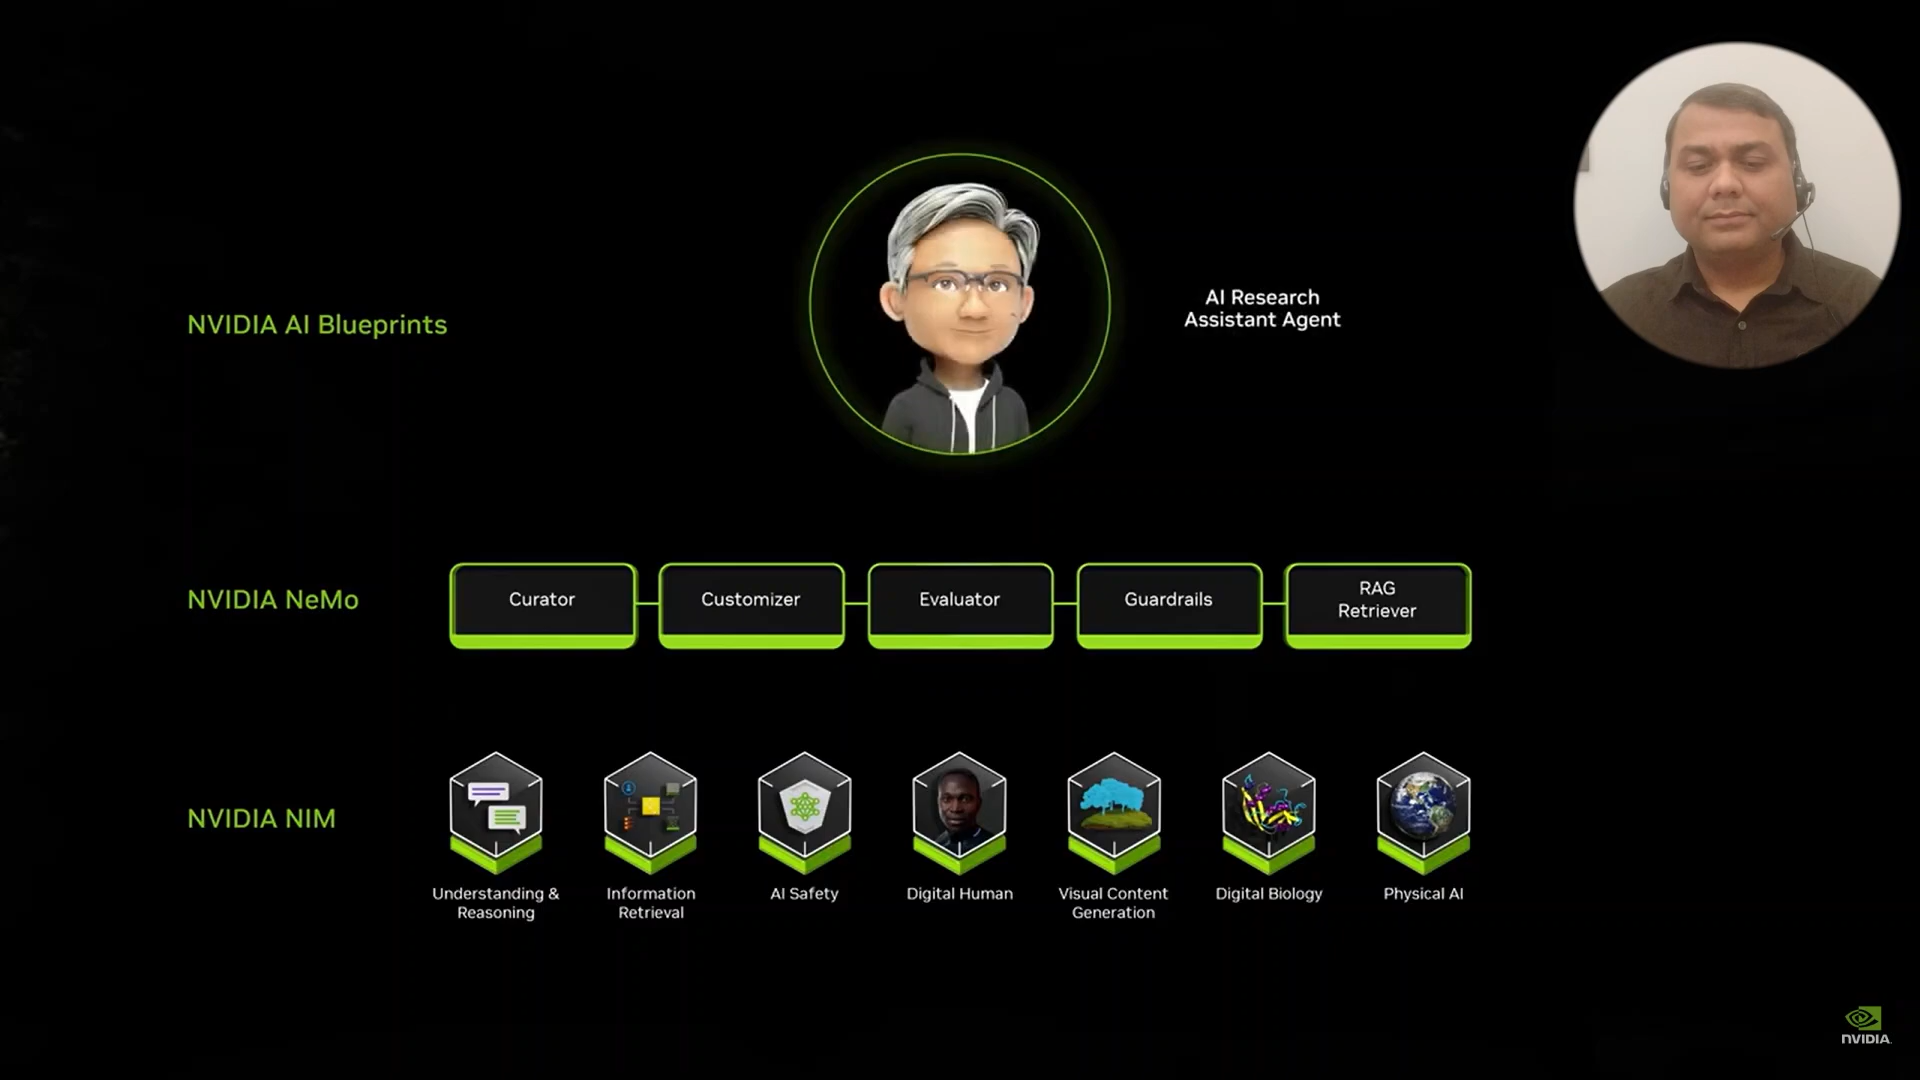 NVIDIA AI Blueprints
AI Research
Assistant Agent
NVIDIA NeMo
Curator
Customizer
Evaluator
Guardrails
RAG
Retriever
NVIDIA NIM
Understanding &
Reasoning
Information
Retrieval
AI Safety
Digital Human
Visual Content
Generation
Digital Biology
Physical AI
NVIDIA